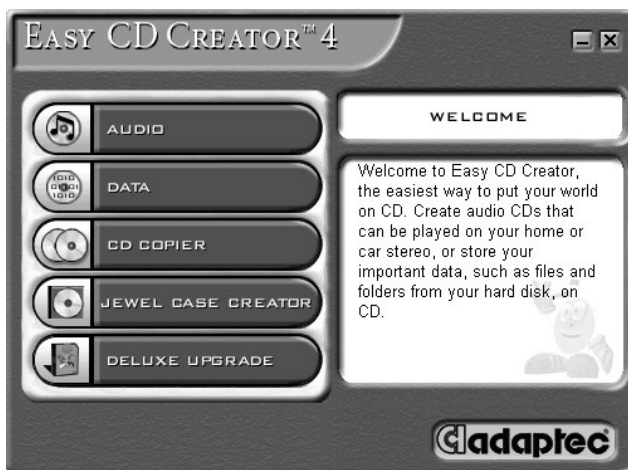 EASY CD CREATOR™ 4
AUDIO
DATA
CD COPIER
JEWEL CASE CREATOR
DELUXE UPGRADE
WELCOME
Welcome to Easy CD Creator,
the easiest way to put your world
on CD. Create audio CDs that
can be played on your home or
car stereo, or store your
important data, such as files and
folders from your hard disk, on
CD.
adaptec